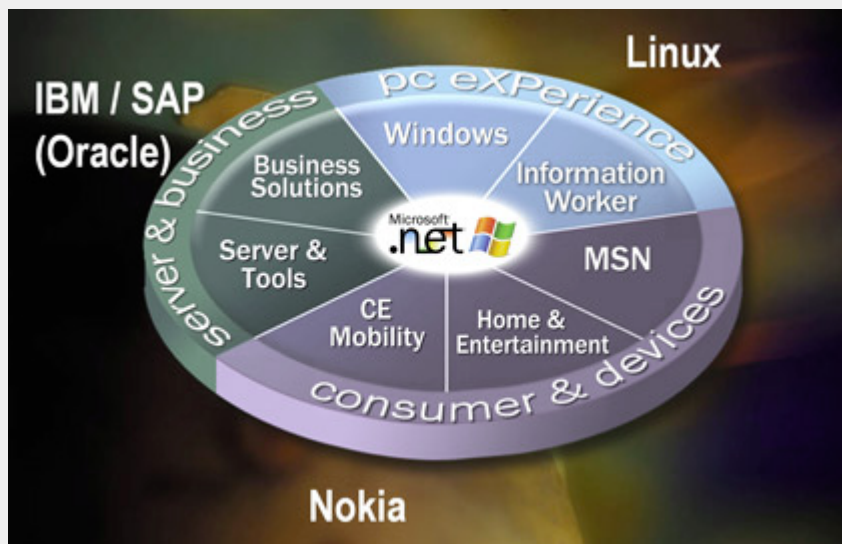 Linux
IBM / SAP
(Oracle)
pc eXPerience
server & business
consumer & devices
Windows
Information
Worker
MSN
Home &
Entertainment
CE
Mobility
Server &
Tools
Business
Solutions
Microsoft
.net
Nokia